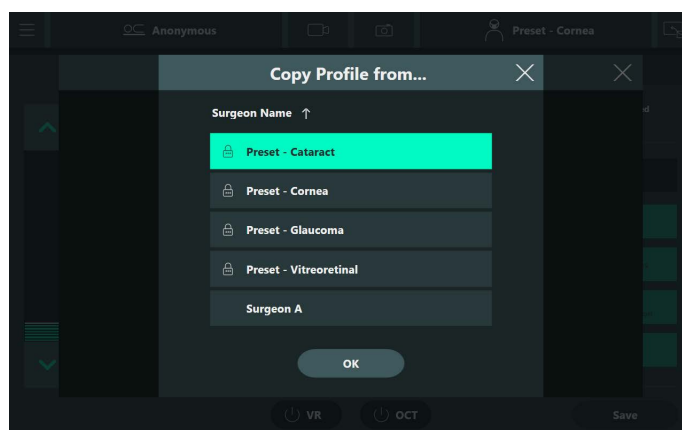 Anonymous
Preset - Cornea
Copy Profile from...
Surgeon Name ↑
Preset - Cataract
Preset - Cornea
Preset - Glaucoma
Preset - Vitreoretinal
Surgeon A
OK
VR
OCT
Save